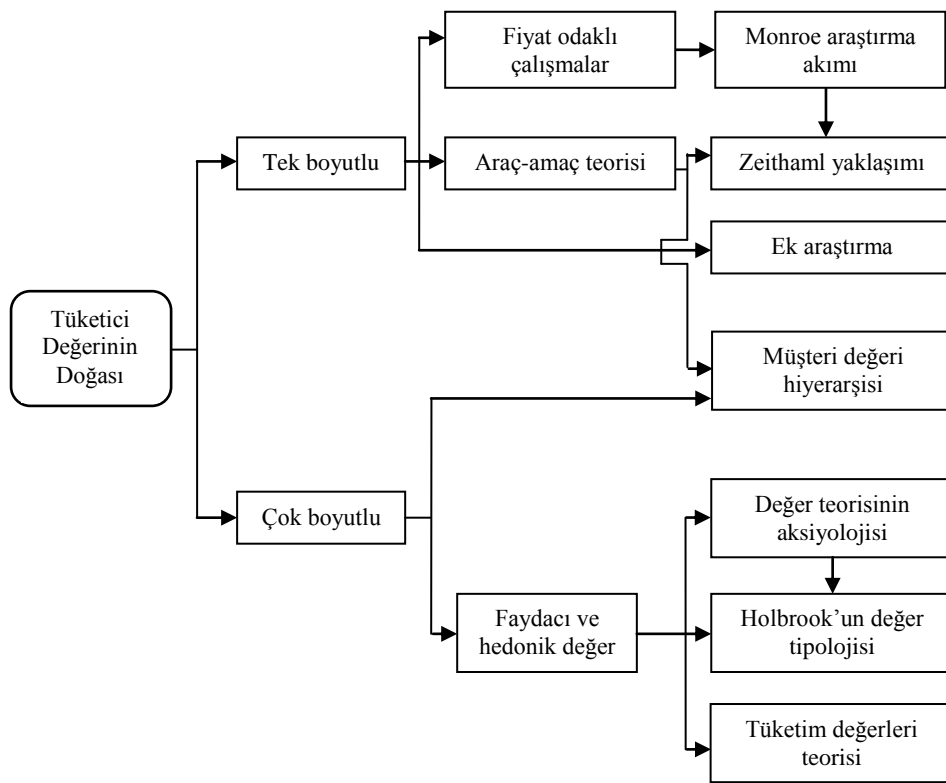 Fiyat odaklı
çalışmalar
Monroe araştırma
akımı
Tek boyutlu
Araç-amaç teorisi
Zeithaml yaklaşımı
Ek araştırma
Tüketici
Değerinin
Doğası
Müşteri değeri
hiyerarşisi
Çok boyutlu
Değer teorisinin
aksiyolojisi
Faydacı ve
hedonik değer
Holbrook’un değer
tipolojisi
Tüketim değerleri
teorisi